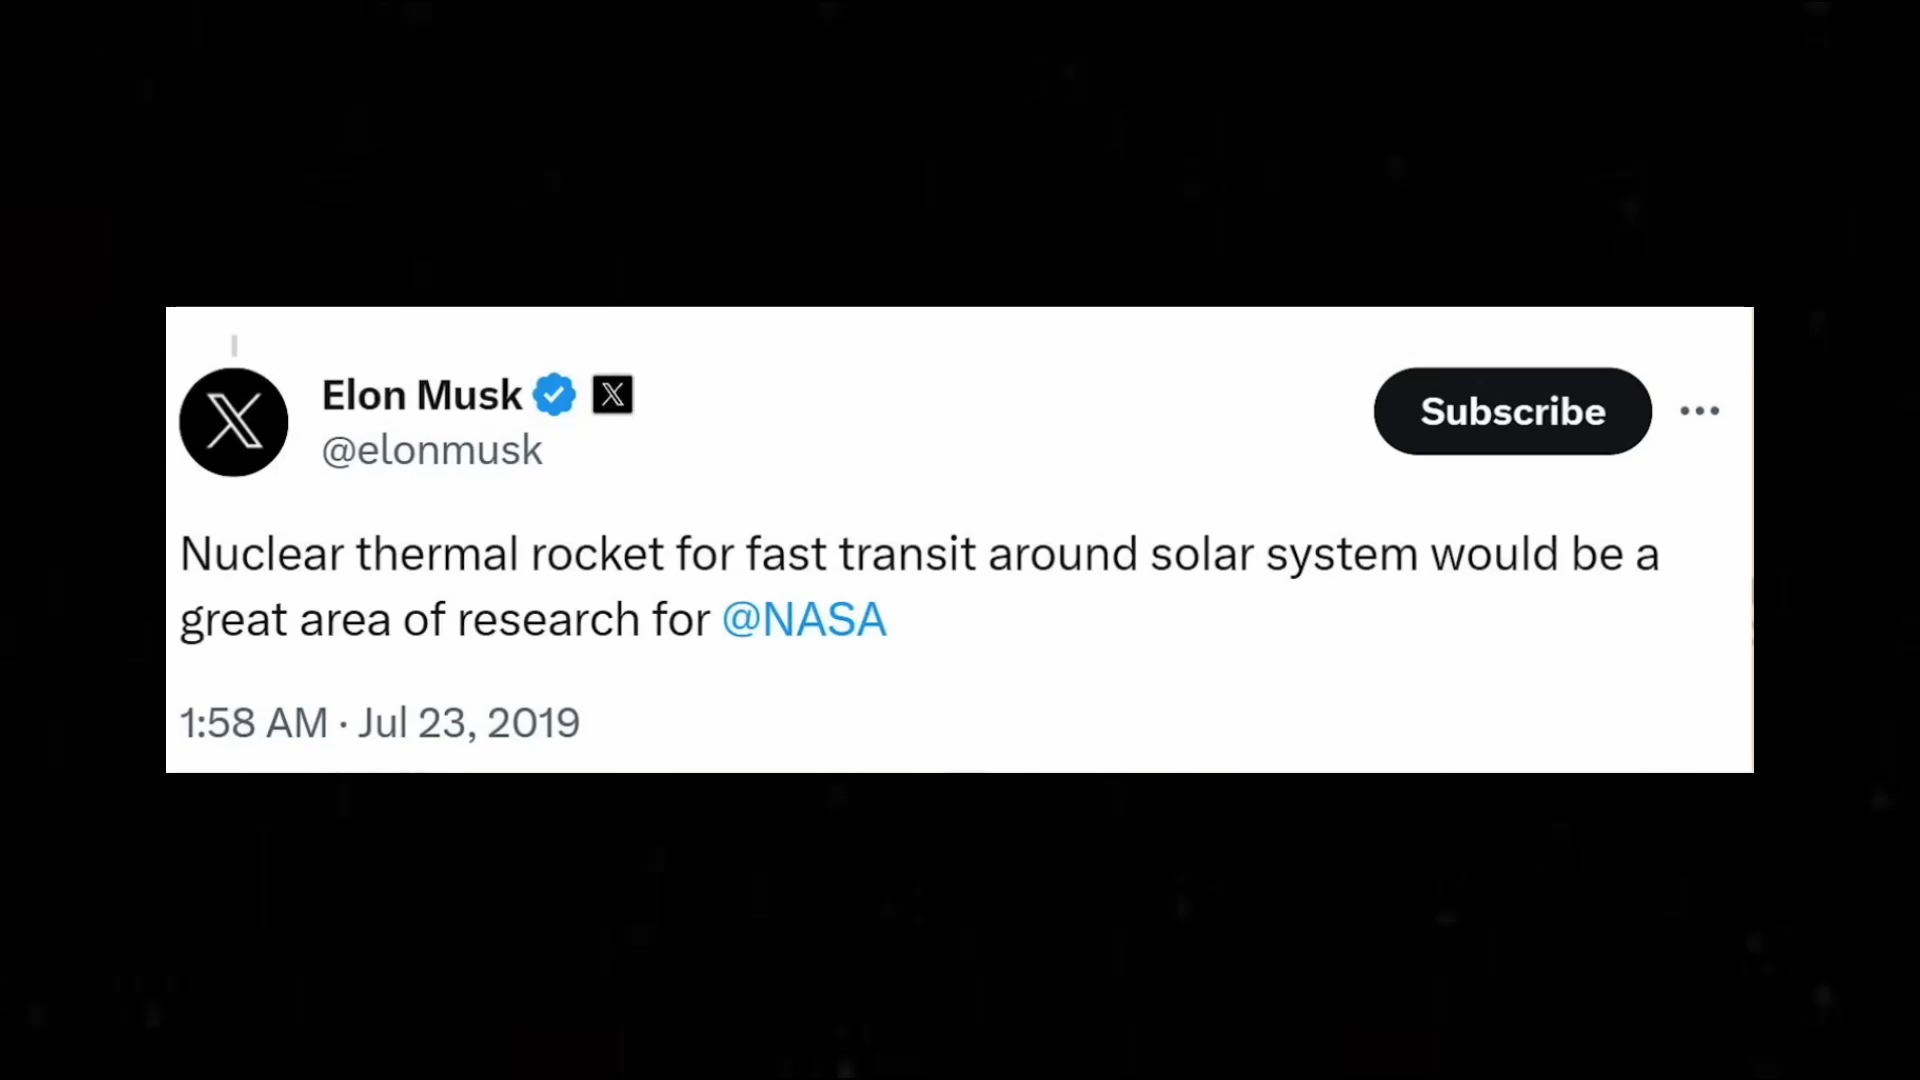 Elon Musk
@elonmusk
Subscribe
Nuclear thermal rocket for fast transit around solar system would be a
great area of research for @NASA
1:58 AM · Jul 23, 2019